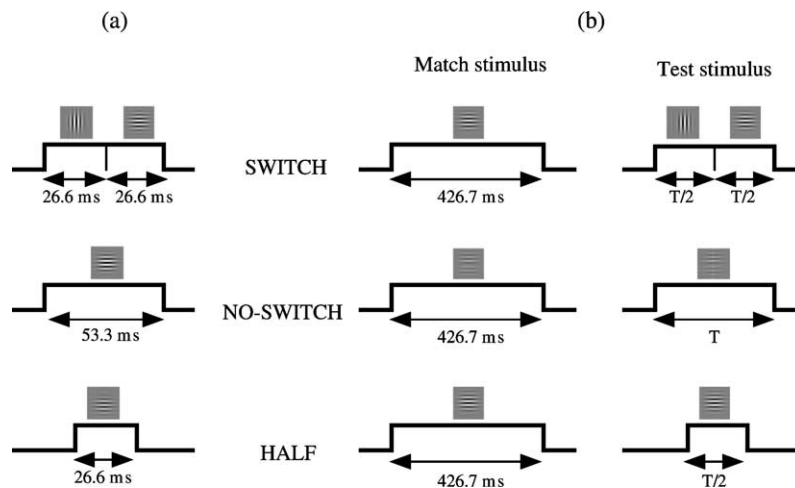 (a)
(b)
Match stimulus
Test stimulus
26.6 ms 26.6 ms
SWITCH
426.7 ms
T/2 T/2
53.3 ms
NO-SWITCH
426.7 ms
T
26.6 ms
HALF
426.7 ms
T/2